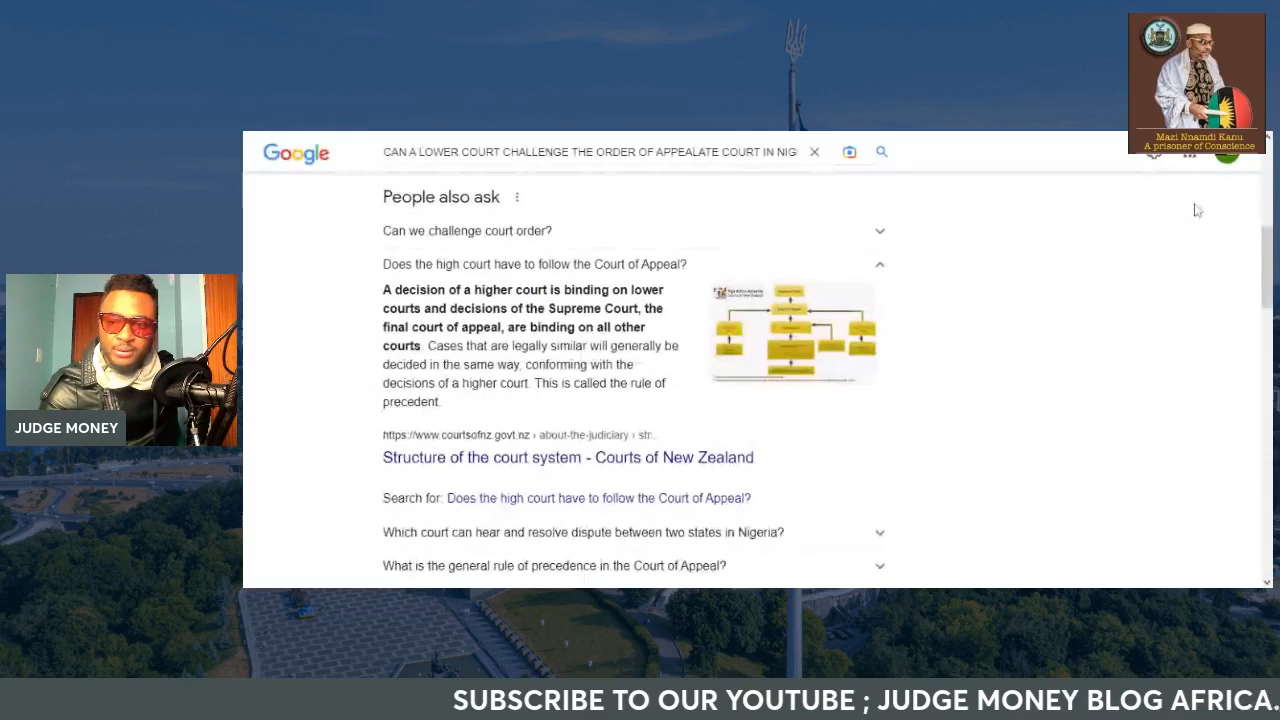 Mazi Nnamdi Kanu
A prisoner of Conscience
Google
CAN A LOWER COURT CHALLENGE THE ORDER OF APPEALATE COURT IN NIG
People also ask
Can we challenge court order?
Does the high court have to follow the Court of Appeal?
A decision of a higher court is binding on lower
courts and decisions of the Supreme Court, the
final court of appeal, are binding on all other
courts. Cases that are legally similar will generally be
decided in the same way, conforming with the
decisions of a higher court. This is called the rule of
precedent.
https://www.courtsofnz.govt.nz › about-the-judiciary › str...
Structure of the court system - Courts of New Zealand
Search for: Does the high court have to follow the Court of Appeal?
Which court can hear and resolve dispute between two states in Nigeria?
What is the general rule of precedence in the Court of Appeal?
JUDGE MONEY
SUBSCRIBE TO OUR YOUTUBE ; JUDGE MONEY BLOG AFRICA.